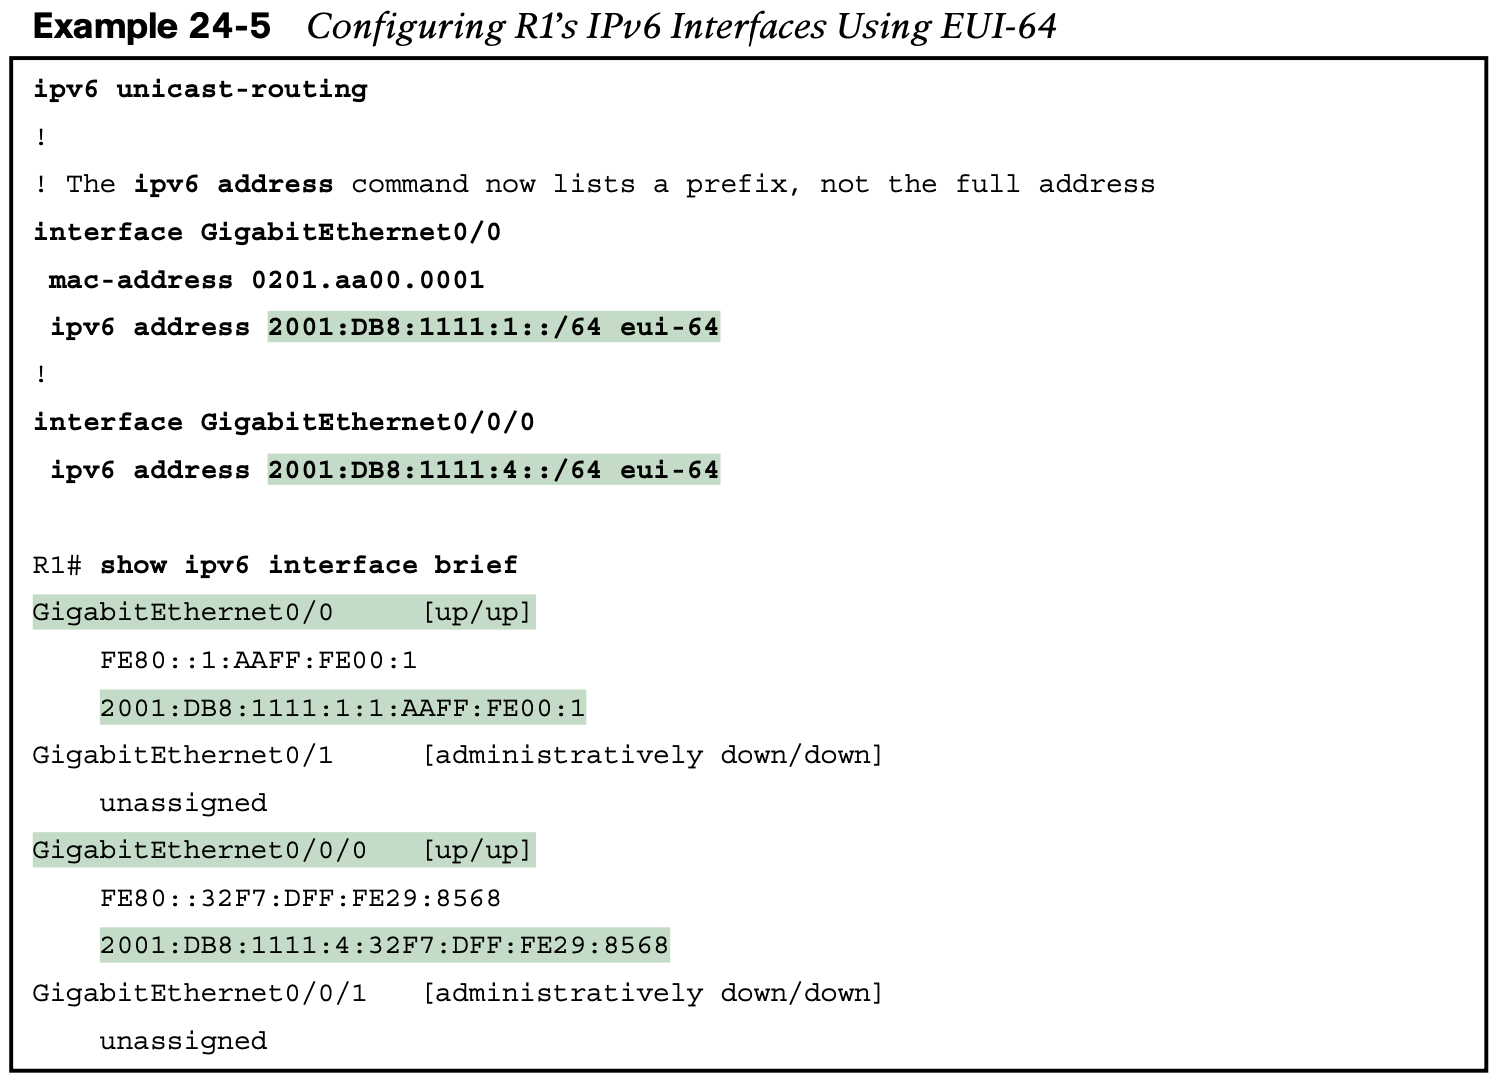 Example 24-5 Configuring R1's IPv6 Interfaces Using EUI-64
ipv6 unicast-routing
!
! The ipv6 address command now lists a prefix, not the full address
interface GigabitEthernet0/0
 mac-address 0201.aa00.0001
 ipv6 address 2001:DB8:1111:1::/64 eui-64
!
interface GigabitEthernet0/0/0
 ipv6 address 2001:DB8:1111:4::/64 eui-64

R1# show ipv6 interface brief
GigabitEthernet0/0     [up/up]
    FE80::1:AAFF:FE00:1
    2001:DB8:1111:1:1:AAFF:FE00:1
GigabitEthernet0/1     [administratively down/down]
    unassigned
GigabitEthernet0/0/0   [up/up]
    FE80::32F7:DFF:FE29:8568
    2001:DB8:1111:4:32F7:DFF:FE29:8568
GigabitEthernet0/0/1   [administratively down/down]
    unassigned